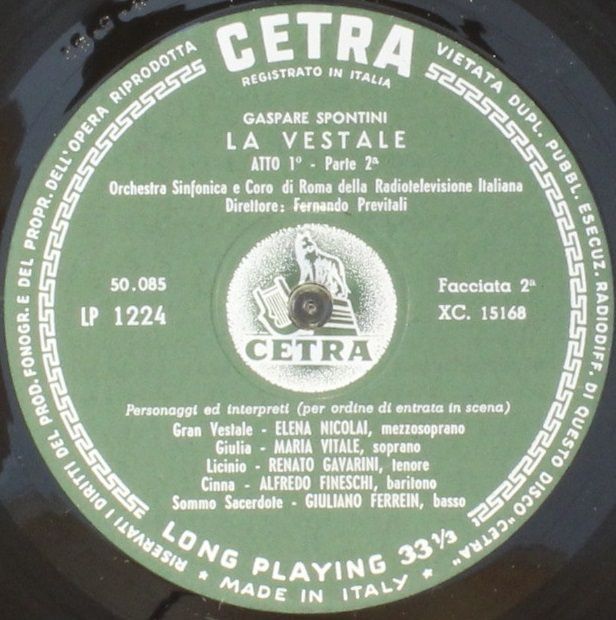 CETRA
REGISTRATO IN ITALIA
GASPARE SPONTINI
LA VESTALE
ATTO 1º - Parte 2ª
Orchestra Sinfonica e Coro di Roma della Radiotelevisione Italiana
Direttore: Fernando Previtali
50.085
LP 1224
Facciata 2ª
XC. 15168
CETRA
Personaggi ed interpreti (per ordine di entrata in scena)
Gran Vestale - ELENA NICOLAI, mezzosoprano
Giulia - MARIA VITALE, soprano
Licinio - RENATO GAVARINI, tenore
Cinna - ALFREDO FINESCHI, baritono
Sommo Sacerdote - GIULIANO FERREIN, basso
LONG PLAYING 33 1/3
★ MADE IN ITALY ★
RISERVATI I DIRITTI DEL PROD. FONOGR. E DEL PROPR. DELL'OPERA RIPRODOTTA
VIETATA DUPL. PUBBL. ESECUZ. RADIODIFF. DI QUESTO DISCO "CETRA"